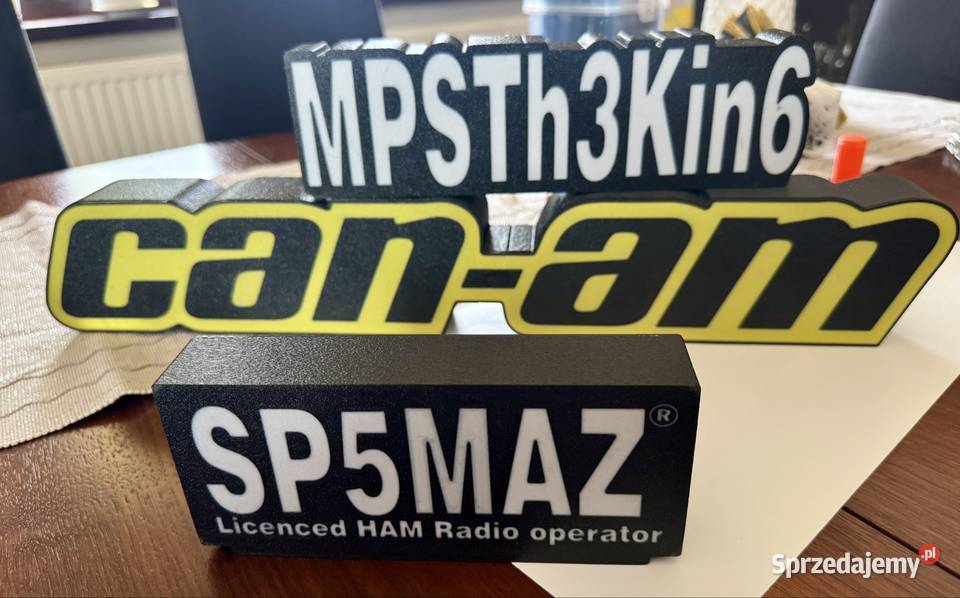 MPSTh3Kin6
can-am
SP5MAZ®
Licenced HAM Radio operator
Sprzedajemy.pl